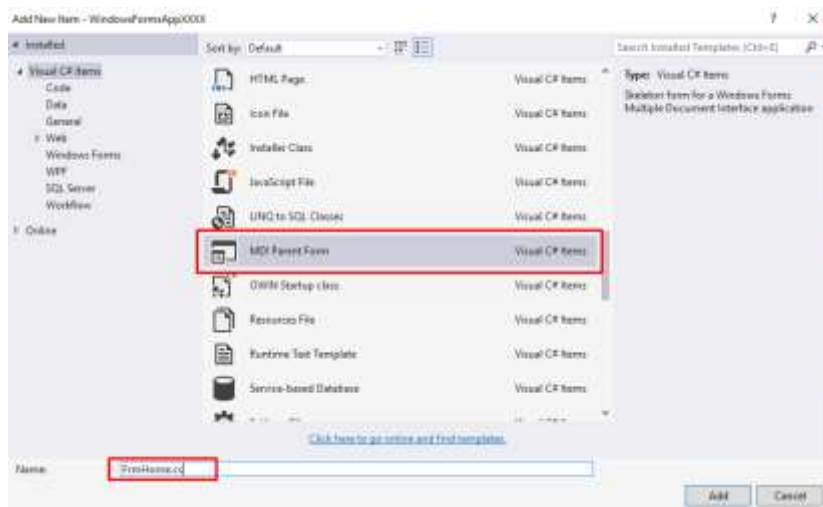 Add New Item - WindowsFormsAppXXXX
? ×
Installed
Sort by: Default
Search Installed Templates (Ctrl+E)
Visual C# Items
Code
Data
General
Web
Windows Forms
WPF
SQL Server
Workflow
Online
HTML Page Visual C# Items
Icon File Visual C# Items
Installer Class Visual C# Items
JavaScript File Visual C# Items
LINQ to SQL Classes Visual C# Items
MDI Parent Form Visual C# Items
OWIN Startup class Visual C# Items
Resources File Visual C# Items
Runtime Text Template Visual C# Items
Service-based Database Visual C# Items
Type: Visual C# Items
Skeleton form for a Windows Forms
Multiple Document Interface application
Click here to go online and find templates.
Name: FrmHome.cs
Add Cancel